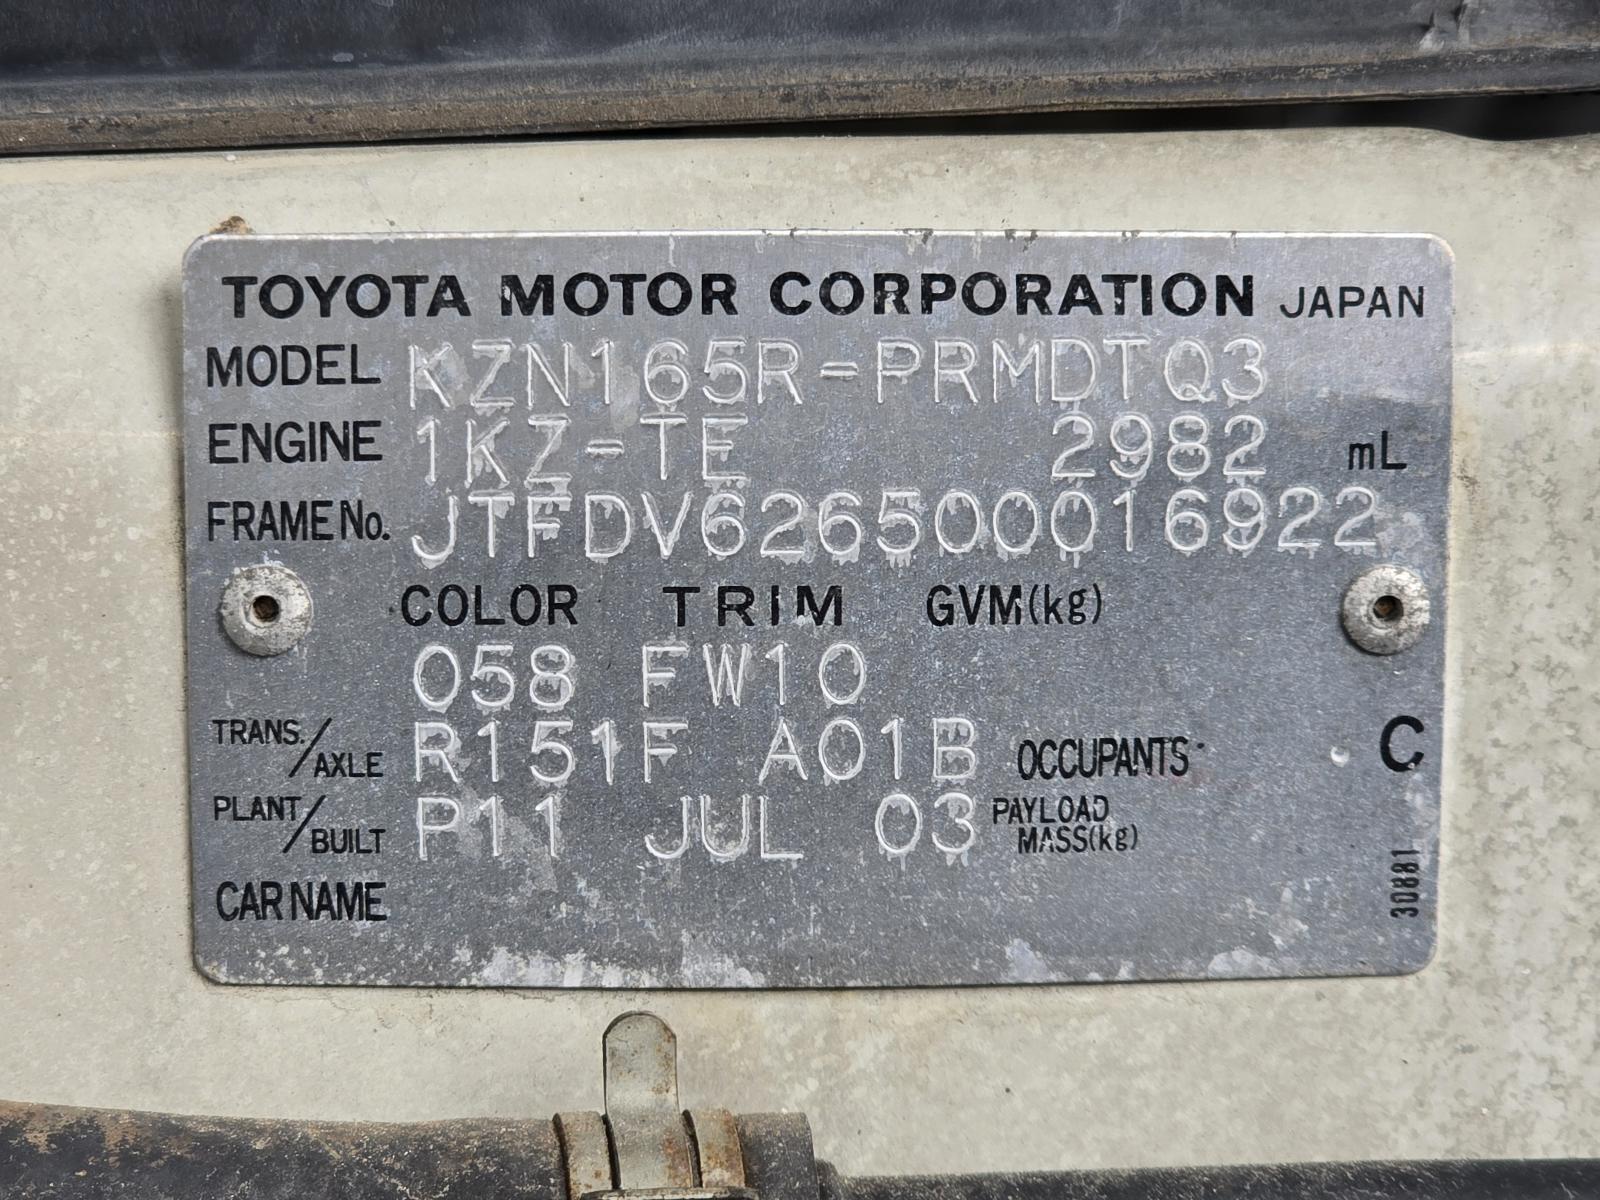 TOYOTA MOTOR CORPORATION JAPAN
MODEL KZN165R-PRMDTQ3
ENGINE 1KZ-TE 2982 mL
FRAME No. JTFDV626500016922
COLOR TRIM GVM(kg)
058 FW10
TRANS./AXLE R151F A01B OCCUPANTS C
PLANT/BUILT P11 JUL 03 PAYLOAD MASS(kg)
CAR NAME
30881